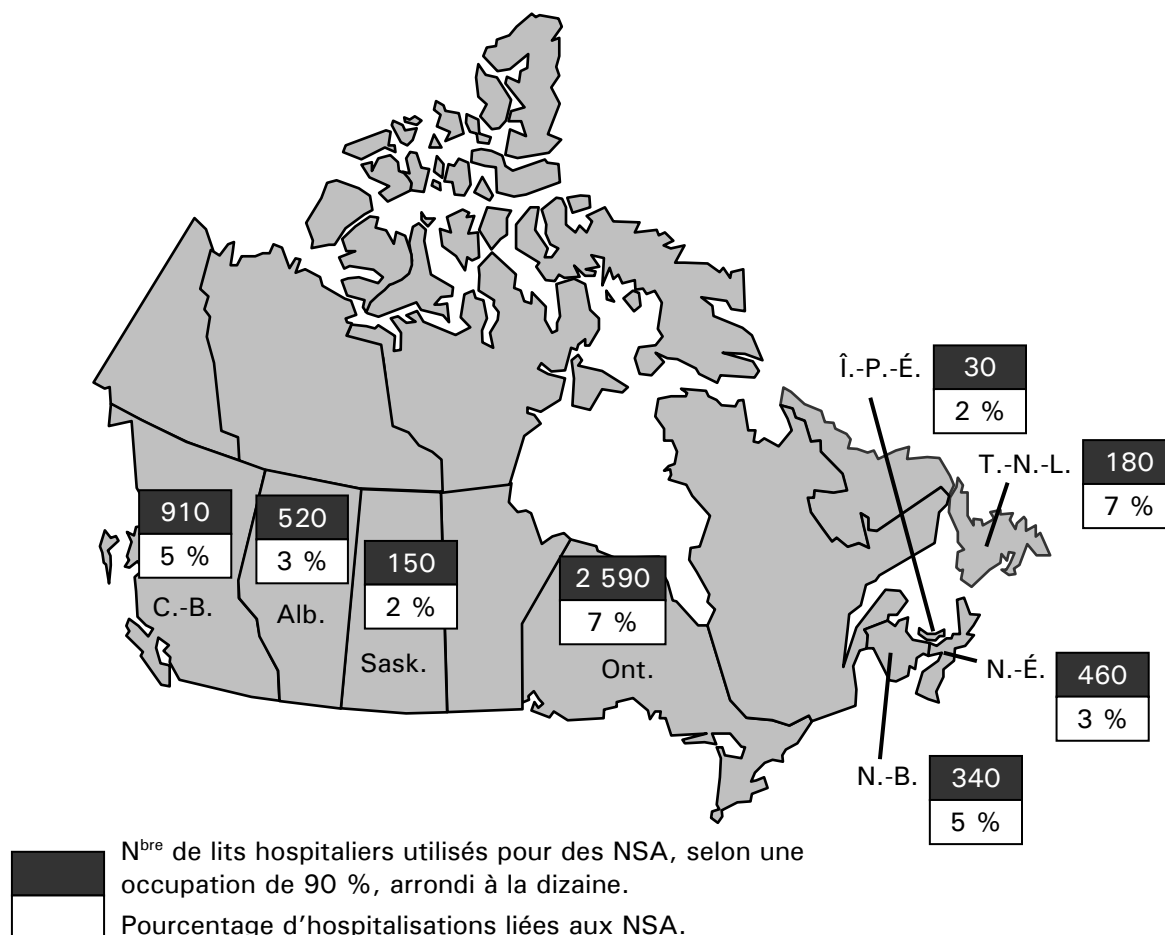 Î.-P.-É.
30
2 %
T.-N.-L.
180
7 %
910
5 %
C.-B.
520
3 %
Alb.
150
2 %
Sask.
2 590
7 %
Ont.
N.-É.
460
3 %
N.-B.
340
5 %
Nbre de lits hospitaliers utilisés pour des NSA, selon une
occupation de 90 %, arrondi à la dizaine.
Pourcentage d'hospitalisations liées aux NSA.